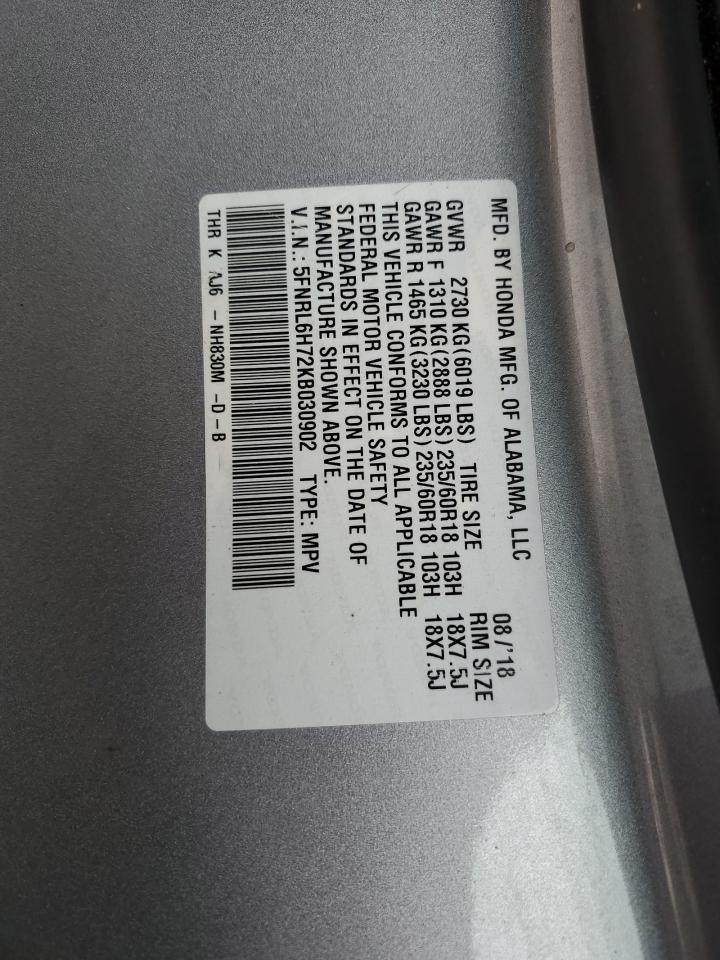 MFD. BY HONDA MFG. OF ALABAMA, LLC 08/'18
GVWR 2730 KG(6019 LBS) TIRE SIZE RIM SIZE
GAWR F 1310 KG(2888 LBS) 235/60R18 103H 18X7.5J
GAWR R 1465 KG(3230 LBS) 235/60R18 103H 18X7.5J
THIS VEHICLE CONFORMS TO ALL APPLICABLE
FEDERAL MOTOR VEHICLE SAFETY
STANDARDS IN EFFECT ON THE DATE OF
MANUFACTURE SHOWN ABOVE.
V.I.N.: 5FNRL6H72KB030902 TYPE: MPV
THR K NH830M -D-B